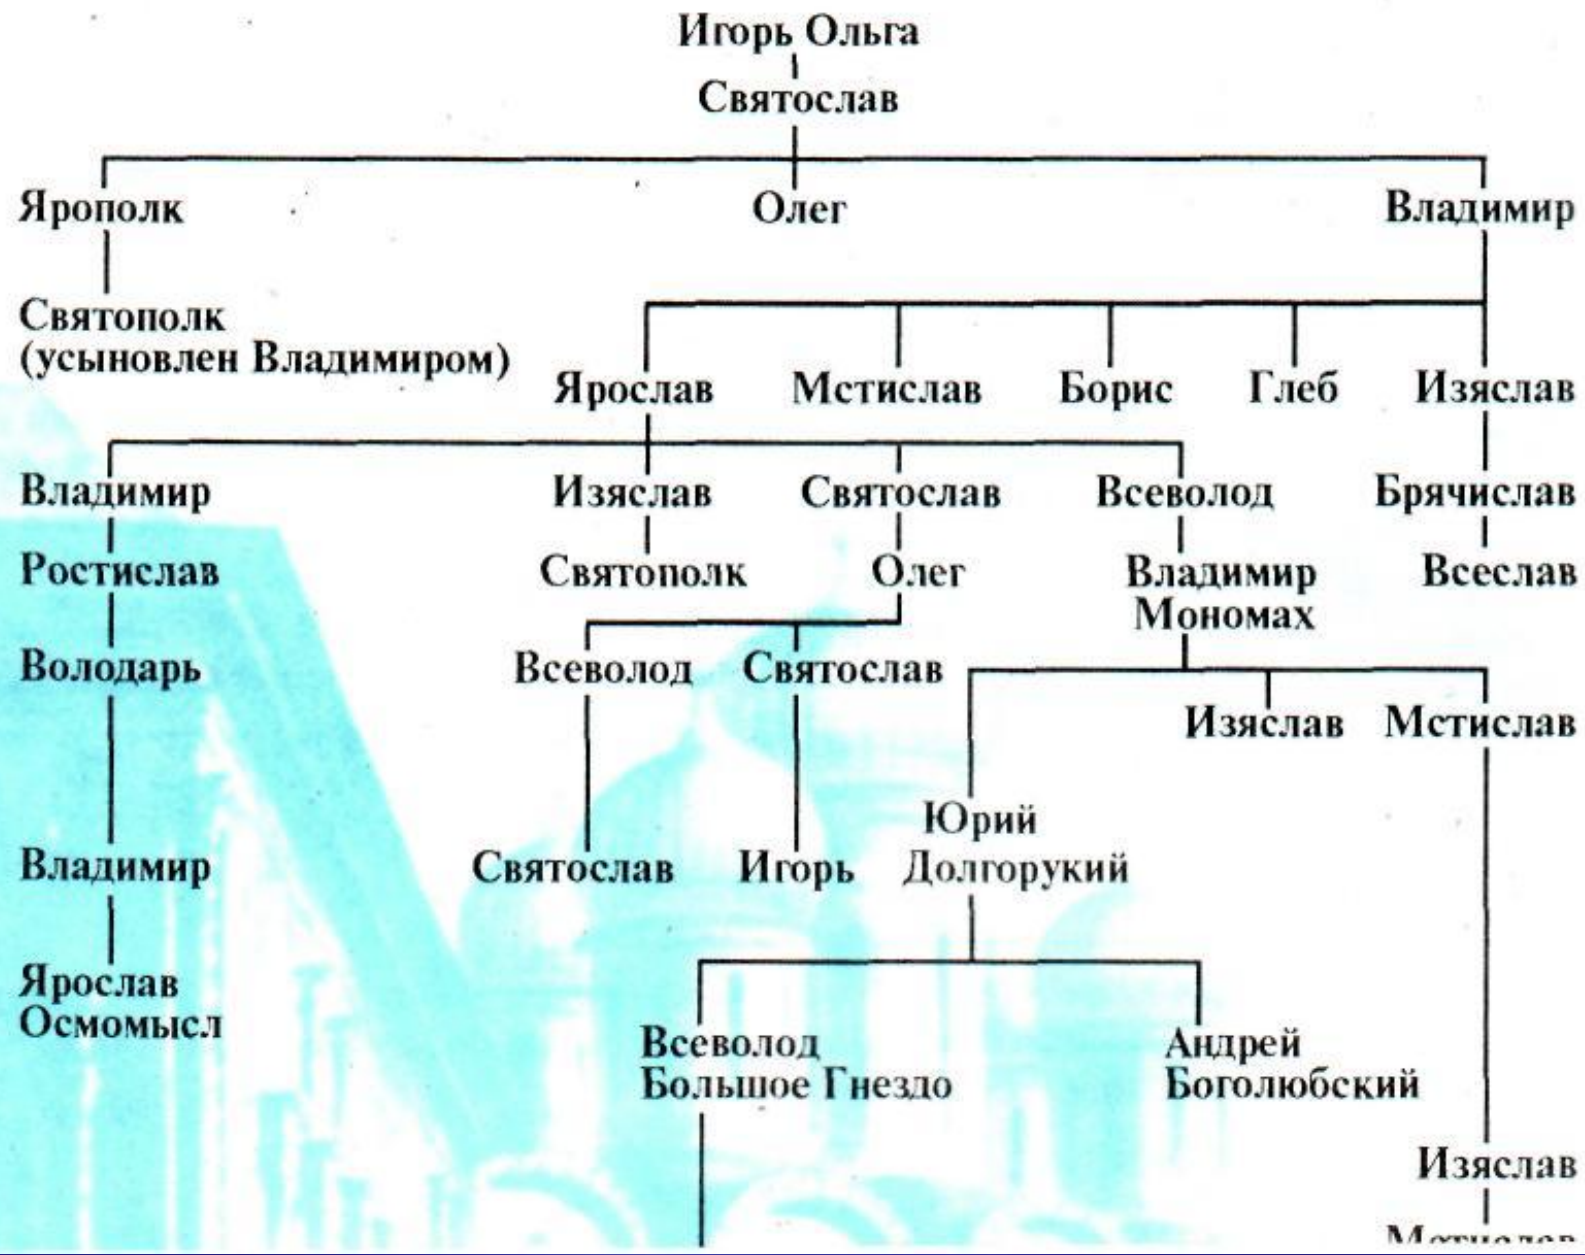 Игорь Ольга
Святослав
Ярополк Олег Владимир
Святополк
(усыновлен Владимиром)
Ярослав Мстислав Борис Глеб Изяслав
Владимир Изяслав Святослав Всеволод Брячислав
Ростислав Святополк Олег Владимир Всеслав
Мономах
Володарь Всеволод Святослав
Изяслав Мстислав
Юрий
Владимир Святослав Игорь Долгорукий
Ярослав
Осмомысл
Всеволод Андрей
Большое Гнездо Боголюбский
Изяслав